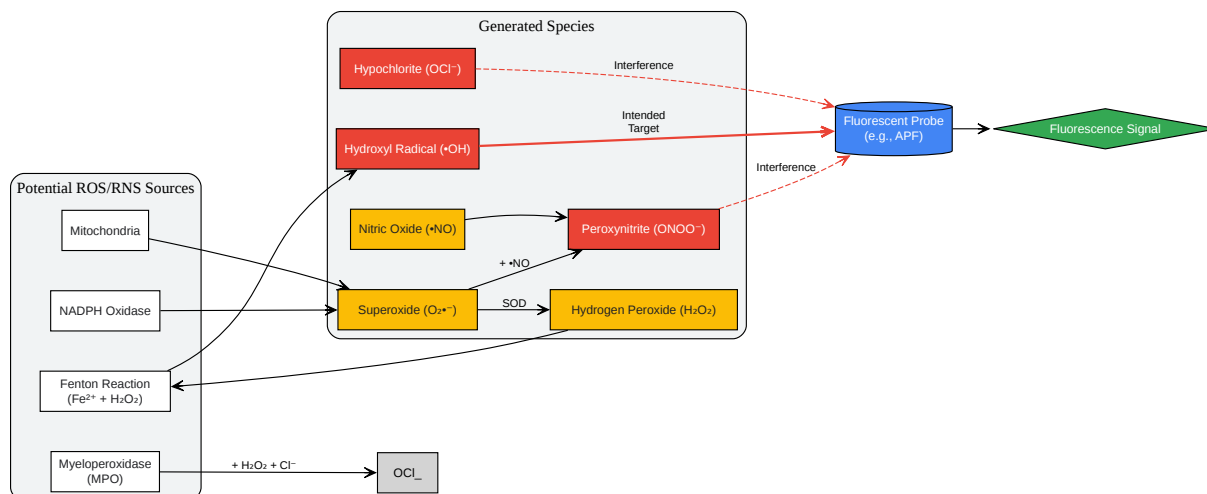 Generated Species
Hypochlorite (OCl⁻)
Interference
Fluorescent Probe
(e.g., APF)
Fluorescence Signal
Intended
Target
Hydroxyl Radical (•OH)
Interference
Potential ROS/RNS Sources
Mitochondria
Nitric Oxide (•NO)
Peroxynitrite (ONOO⁻)
+ •NO
NADPH Oxidase
Superoxide (O₂•⁻)
SOD
Hydrogen Peroxide (H₂O₂)
Fenton Reaction
(Fe²⁺ + H₂O₂)
Myeloperoxidase
(MPO)
+ H₂O₂ + Cl⁻
OCl_